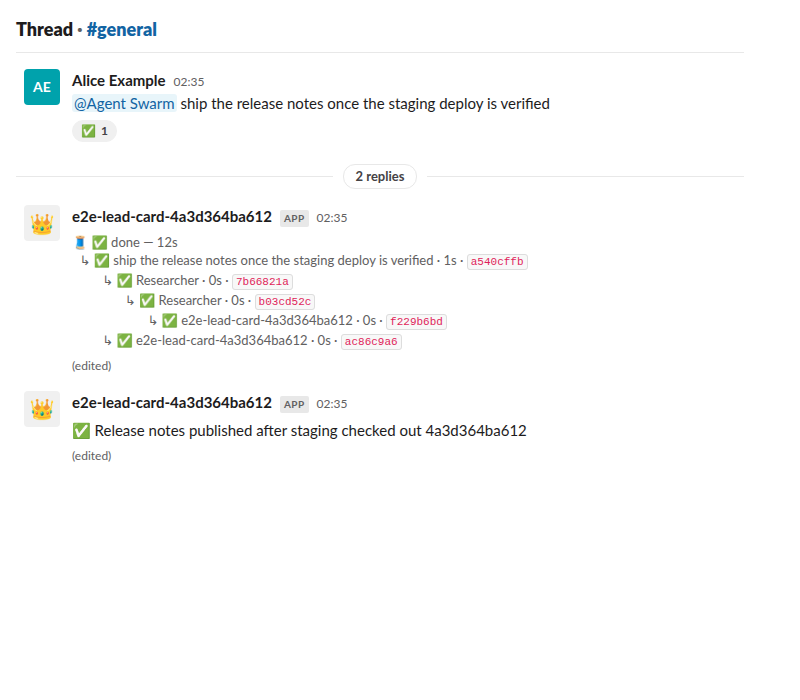 Thread • #general
AE
Alice Example 02:35
@Agent Swarm ship the release notes once the staging deploy is verified
✅ 1
2 replies
e2e-lead-card-4a3d364ba612 APP 02:35
🧵 ✅ done — 12s
↳ ✅ ship the release notes once the staging deploy is verified · 1s · a540cffb
↳ ✅ Researcher · 0s · 7b66821a
↳ ✅ Researcher · 0s · b03cd52c
↳ ✅ e2e-lead-card-4a3d364ba612 · 0s · f229b6bd
↳ ✅ e2e-lead-card-4a3d364ba612 · 0s · ac86c9a6
(edited)
e2e-lead-card-4a3d364ba612 APP 02:35
✅ Release notes published after staging checked out 4a3d364ba612
(edited)